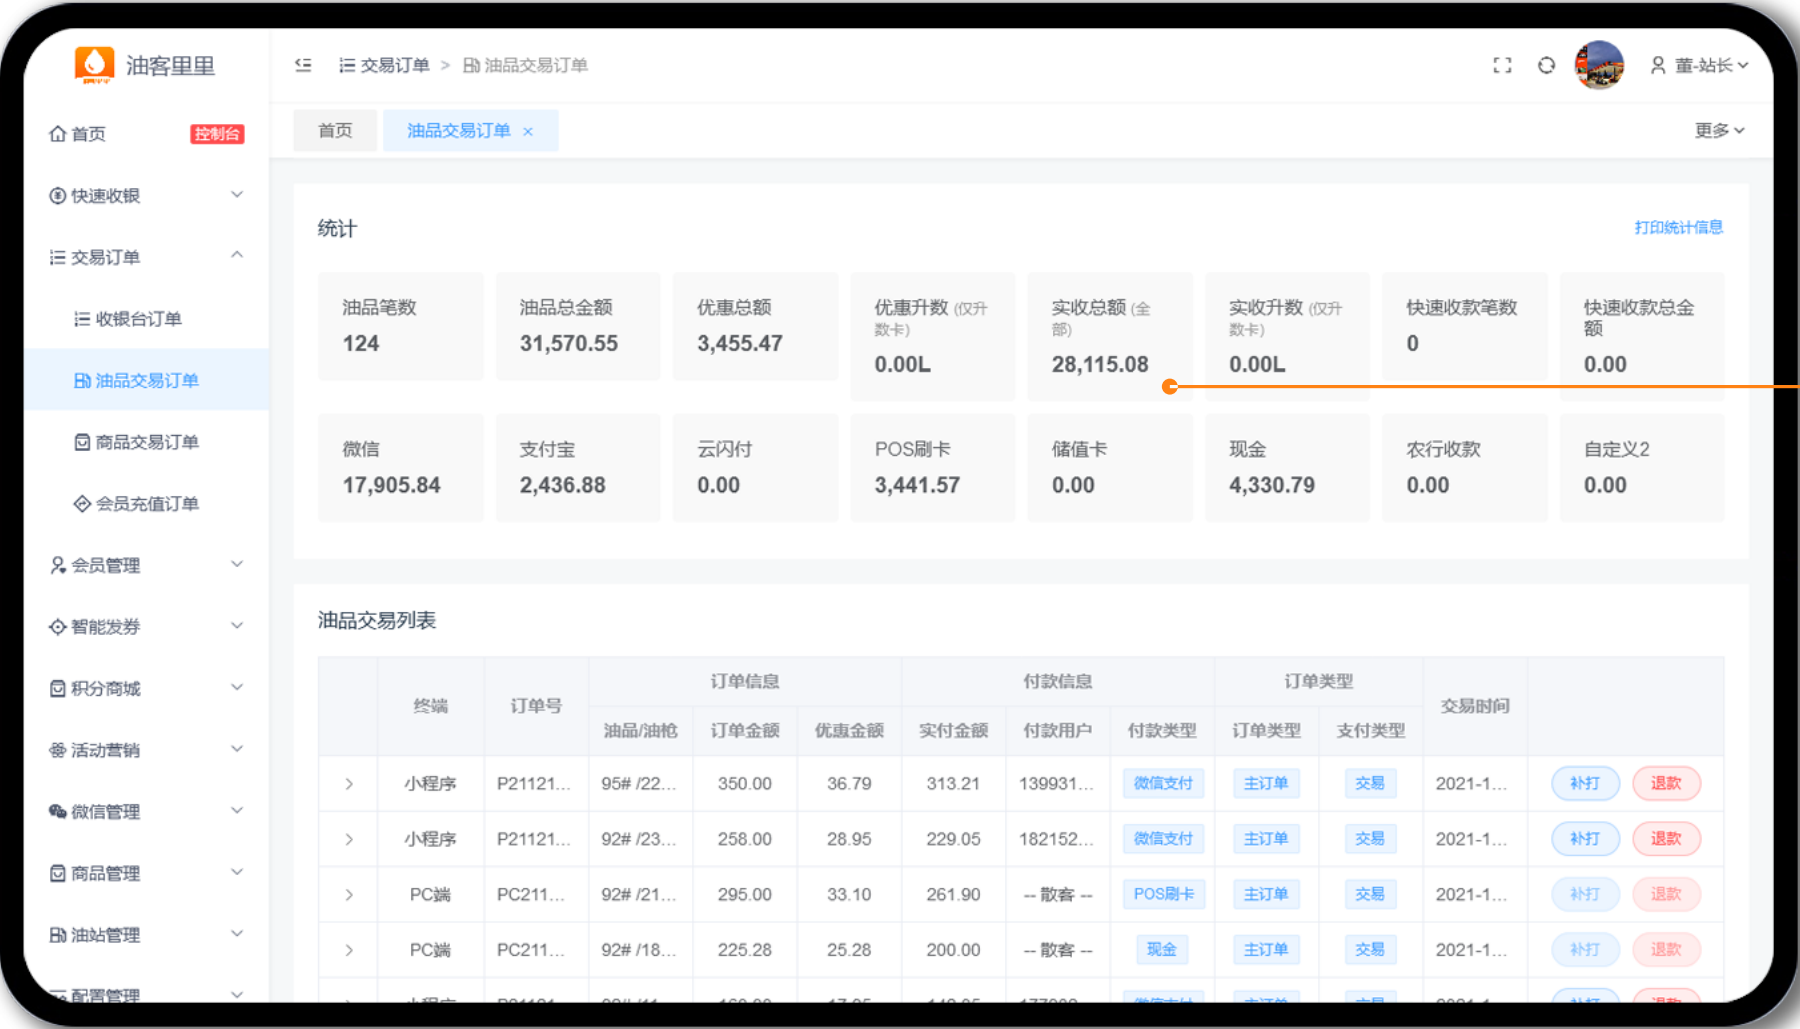 油客里里
交易订单 > 油品交易订单
董-站长
首页 控制台
快速收银
交易订单
收银台订单
油品交易订单
商品交易订单
会员充值订单
会员管理
智能发券
积分商城
活动营销
微信管理
商品管理
油站管理
配置管理
首页 油品交易订单 ×
更多
统计
打印统计信息
油品笔数
124
油品总金额
31,570.55
优惠总额
3,455.47
优惠升数 (仅升
数卡)
0.00L
实收总额 (全
部)
28,115.08
实收升数 (仅升
数卡)
0.00L
快速收款笔数
0
快速收款总金
额
0.00
微信
17,905.84
支付宝
2,436.88
云闪付
0.00
POS刷卡
3,441.57
储值卡
0.00
现金
4,330.79
农行收款
0.00
自定义2
0.00
油品交易列表
终端 订单号 订单信息 付款信息 订单类型 交易时间
油品/油枪 订单金额 优惠金额 实付金额 付款用户 付款类型 订单类型 支付类型
小程序 P21121... 95# /22... 350.00 36.79 313.21 139931... 微信支付 主订单 交易 2021-1... 补打 退款
小程序 P21121... 92# /23... 258.00 28.95 229.05 182152... 微信支付 主订单 交易 2021-1... 补打 退款
PC端 PC211... 92# /21... 295.00 33.10 261.90 -- 散客 -- POS刷卡 主订单 交易 2021-1... 补打 退款
PC端 PC211... 92# /18... 225.28 25.28 200.00 -- 散客 -- 现金 主订单 交易 2021-1... 补打 退款
小程序 微信支付 主订单 交易 2021-1... 补打 退款